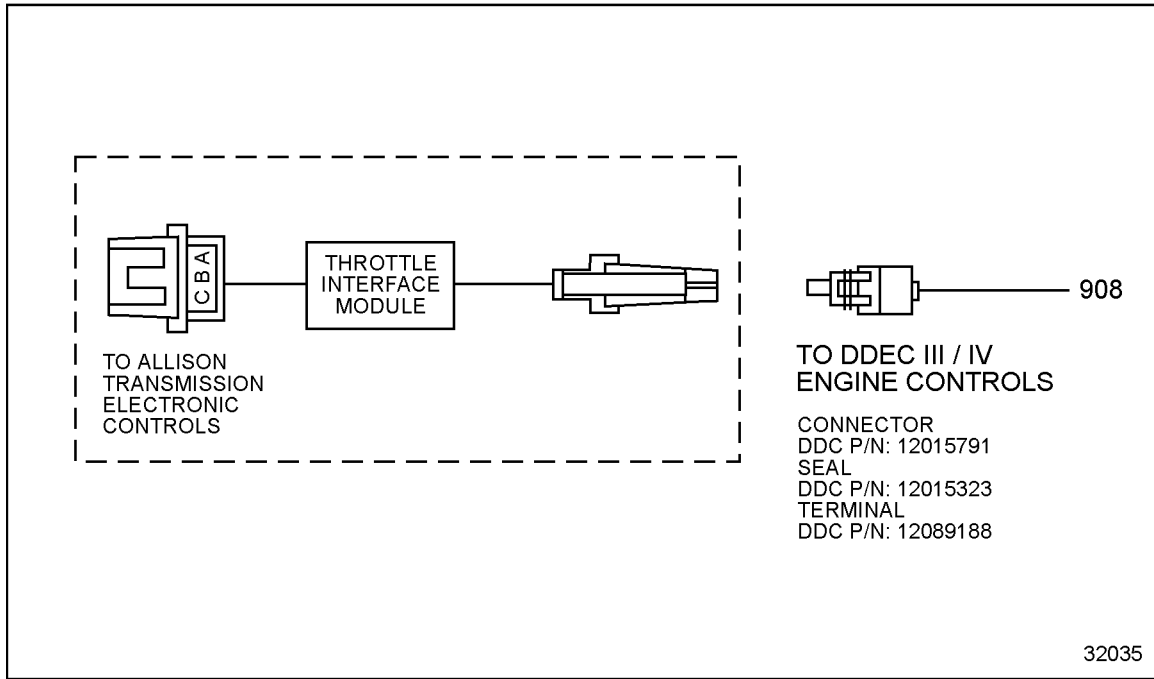 C B A
THROTTLE
INTERFACE
MODULE
TO ALLISON
TRANSMISSION
ELECTRONIC
CONTROLS
908
TO DDEC III / IV
ENGINE CONTROLS
CONNECTOR
DDC P/N: 12015791
SEAL
DDC P/N: 12015323
TERMINAL
DDC P/N: 12089188
32035